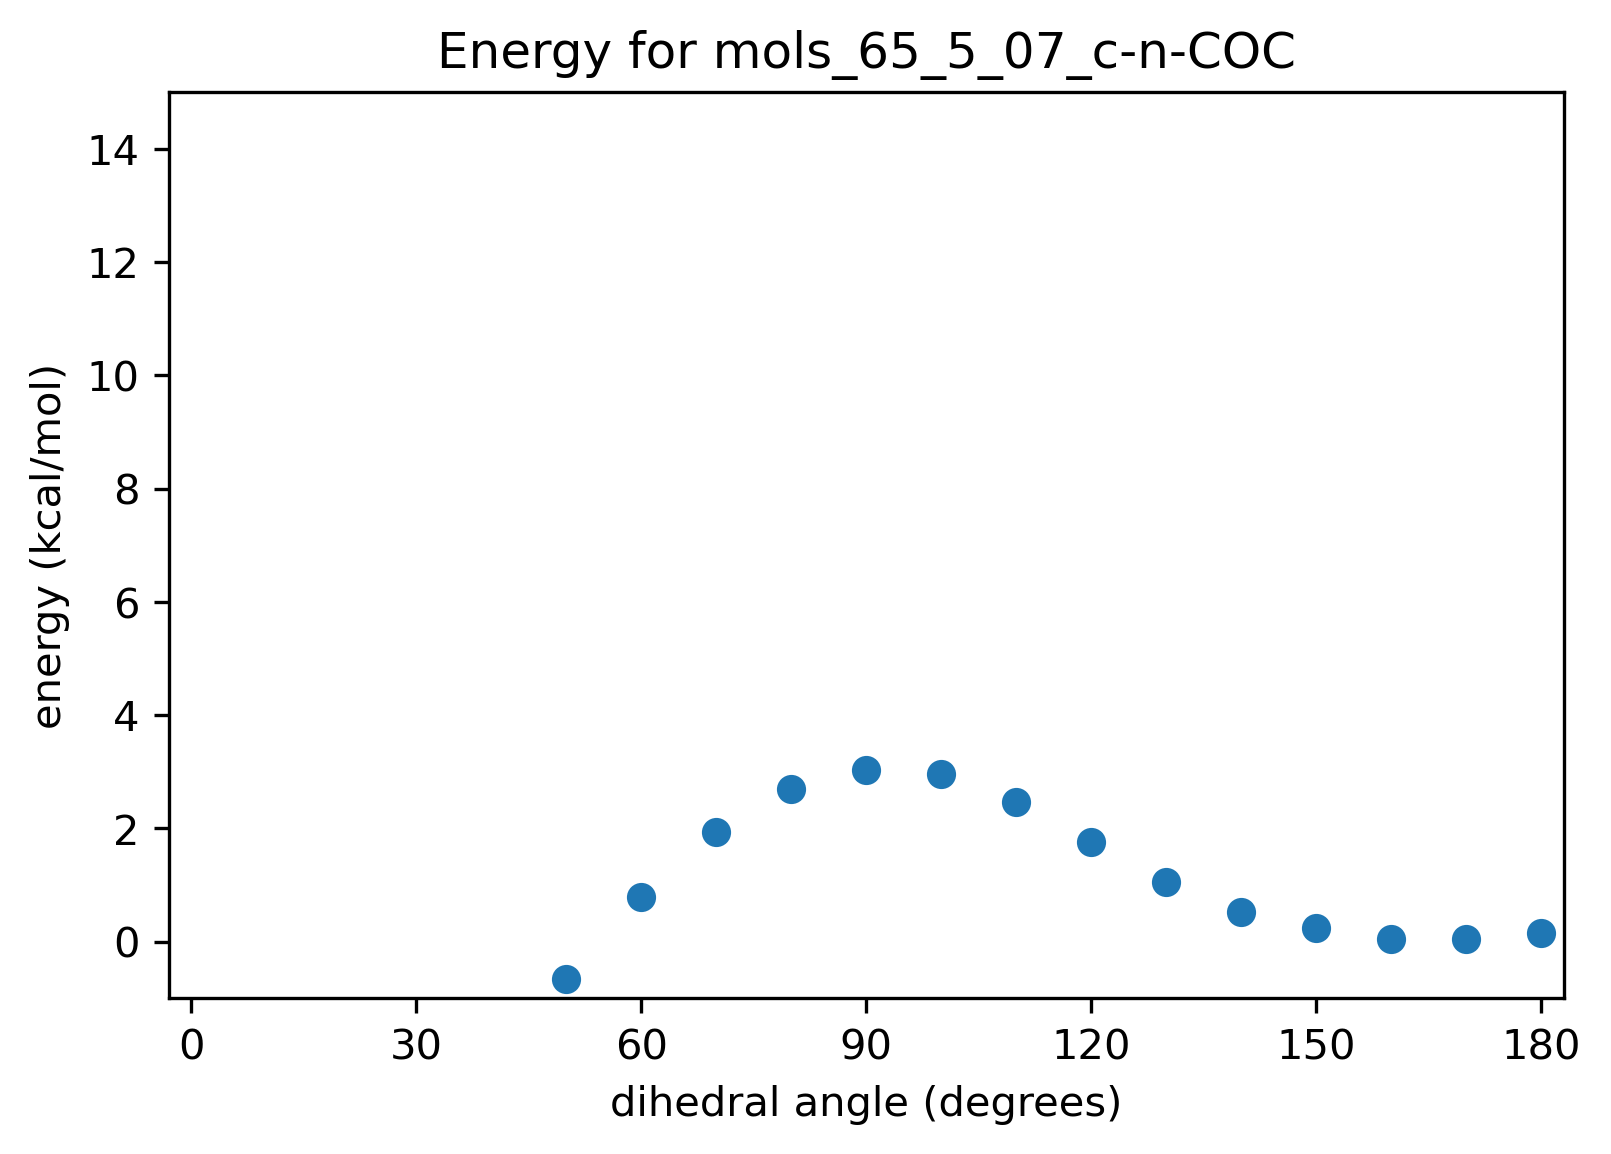 Energy for mols_65_5_07_c-n-COC
energy (kcal/mol)
14
12
10
8
6
4
2
0
0 30 60 90 120 150 180
dihedral angle (degrees)